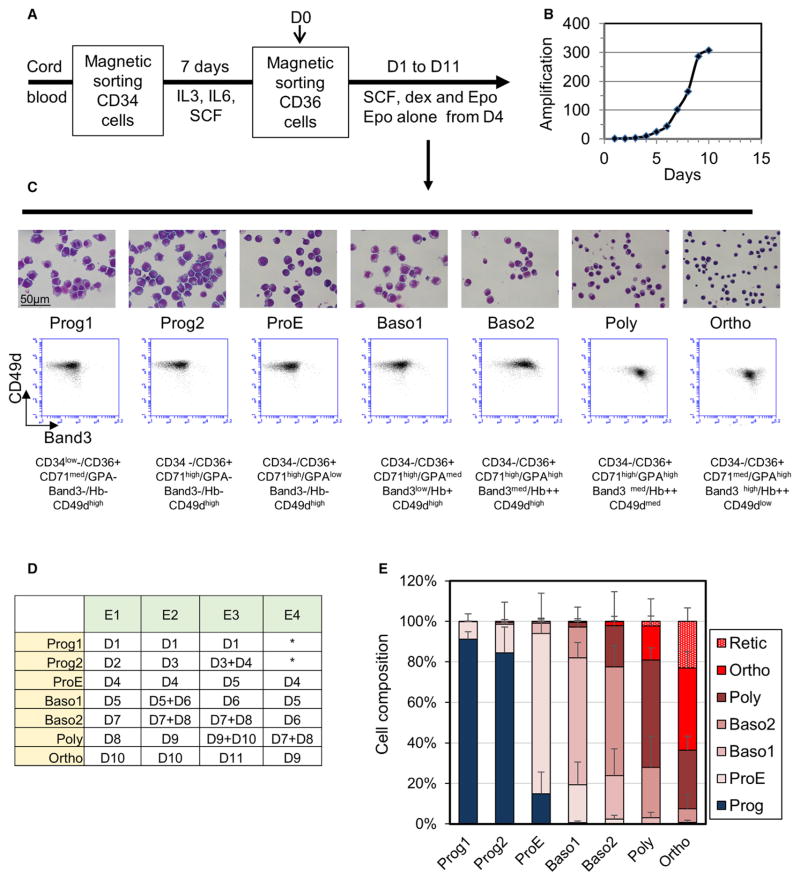 A
D0
Cord
blood
Magnetic
sorting
CD34
cells
7 days
IL3, IL6,
SCF
Magnetic
sorting
CD36
cells
D1 to D11
SCF, dex and Epo
Epo alone from D4
B
Amplification
400
300
200
100
0
0 5 10 15
Days
C
50µm
Prog1 Prog2 ProE Baso1 Baso2 Poly Ortho
CD49d
Band3
CD34low-/CD36+
CD71med/GPA-
Band3-/Hb-
CD49dhigh
CD34 -/CD36+
CD71high/GPA-
Band3-/Hb-
CD49dhigh
CD34-/CD36+
CD71high/GPAlow
Band3-/Hb-
CD49dhigh
CD34-/CD36+
CD71high/GPAmed
Band3low/Hb+
CD49dhigh
CD34-/CD36+
CD71high/GPAhigh
Band3med/Hb++
CD49dhigh
CD34-/CD36+
CD71high/GPAhigh
Band3 med/Hb++
CD49dmed
CD34-/CD36+
CD71med/GPAhigh
Band3 high/Hb++
CD49dlow
D
E1 E2 E3 E4
Prog1 D1 D1 D1 *
Prog2 D2 D3 D3+D4 *
ProE D4 D4 D5 D4
Baso1 D5 D5+D6 D6 D5
Baso2 D7 D7+D8 D7+D8 D6
Poly D8 D9 D9+D10 D7+D8
Ortho D10 D10 D11 D9
E
Cell composition
120%
100%
80%
60%
40%
20%
0%
Prog1 Prog2 ProE Baso1 Baso2 Poly Ortho
Retic
Ortho
Poly
Baso2
Baso1
ProE
Prog